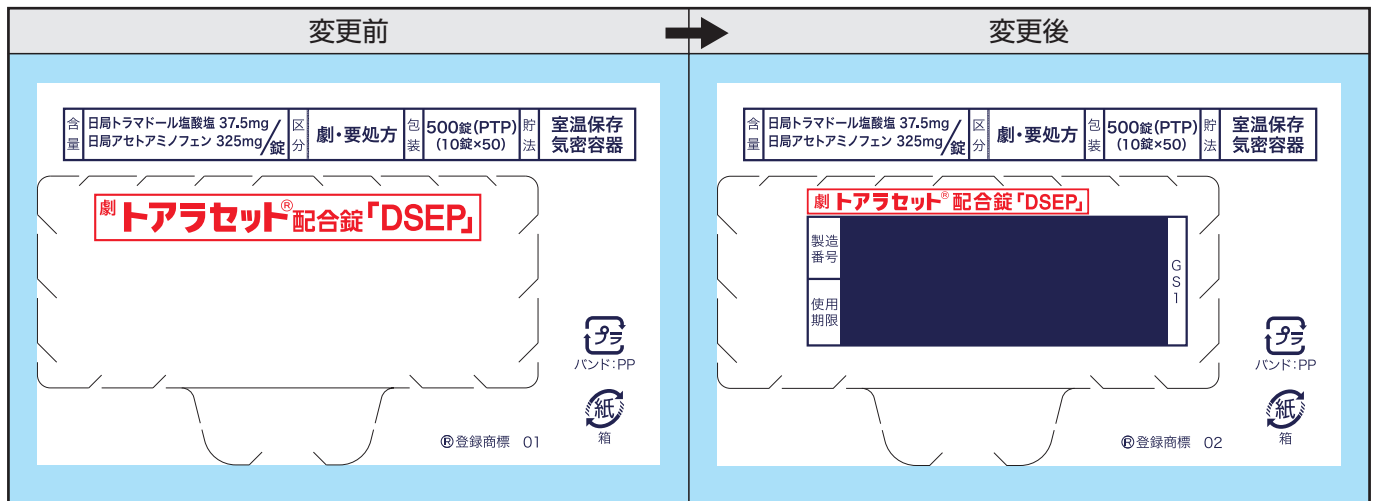 変更前
変更後
含量
日局トラマドール塩酸塩 37.5mg
日局アセトアミノフェン 325mg/錠
区分
劇・要処方
包装
500錠(PTP)
(10錠×50)
貯法
室温保存
気密容器
劇 トアラセット®配合錠「DSEP」
プラ
バンド:PP
紙
箱
®登録商標 01
含量
日局トラマドール塩酸塩 37.5mg
日局アセトアミノフェン 325mg/錠
区分
劇・要処方
包装
500錠(PTP)
(10錠×50)
貯法
室温保存
気密容器
劇 トアラセット®配合錠「DSEP」
製造
番号
使用
期限
GS1
プラ
バンド:PP
紙
箱
®登録商標 02